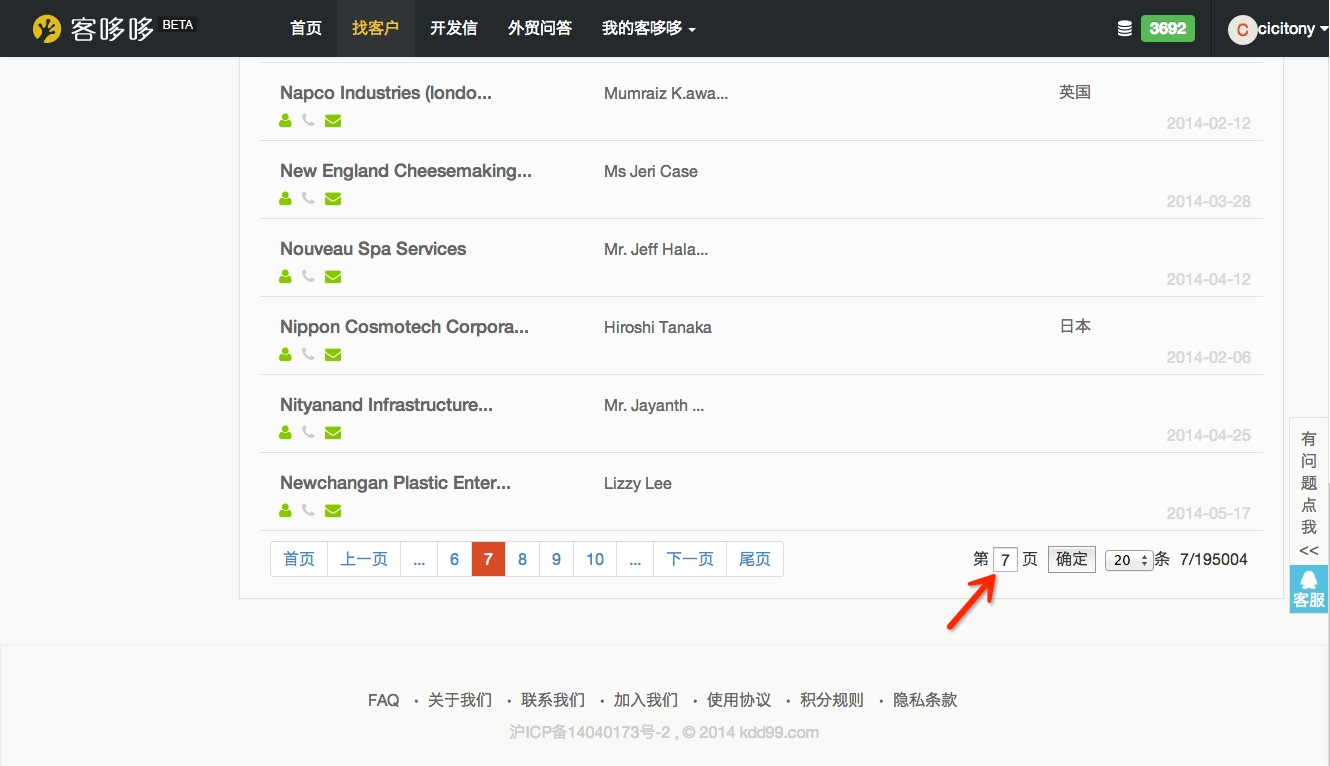 客哆哆 BETA 首页 找客户 开发信 外贸问答 我的客哆哆 3692 C cicitony
Napco Industries (londo... Mumraiz K.awa... 英国
2014-02-12
New England Cheesemaking... Ms Jeri Case
2014-03-28
Nouveau Spa Services Mr. Jeff Hala...
2014-04-12
Nippon Cosmotech Corpora... Hiroshi Tanaka 日本
2014-02-06
Nityanand Infrastructure... Mr. Jayanth ...
2014-04-25
Newchangan Plastic Enter... Lizzy Lee
2014-05-17
首页 上一页 ... 6 7 8 9 10 ... 下一页 尾页 第 7 页 确定 20 条 7/195004
有
问
题
点
我
<<
客服
FAQ · 关于我们 · 联系我们 · 加入我们 · 使用协议 · 积分规则 · 隐私条款
沪ICP备14040173号-2 , © 2014 kdd99.com